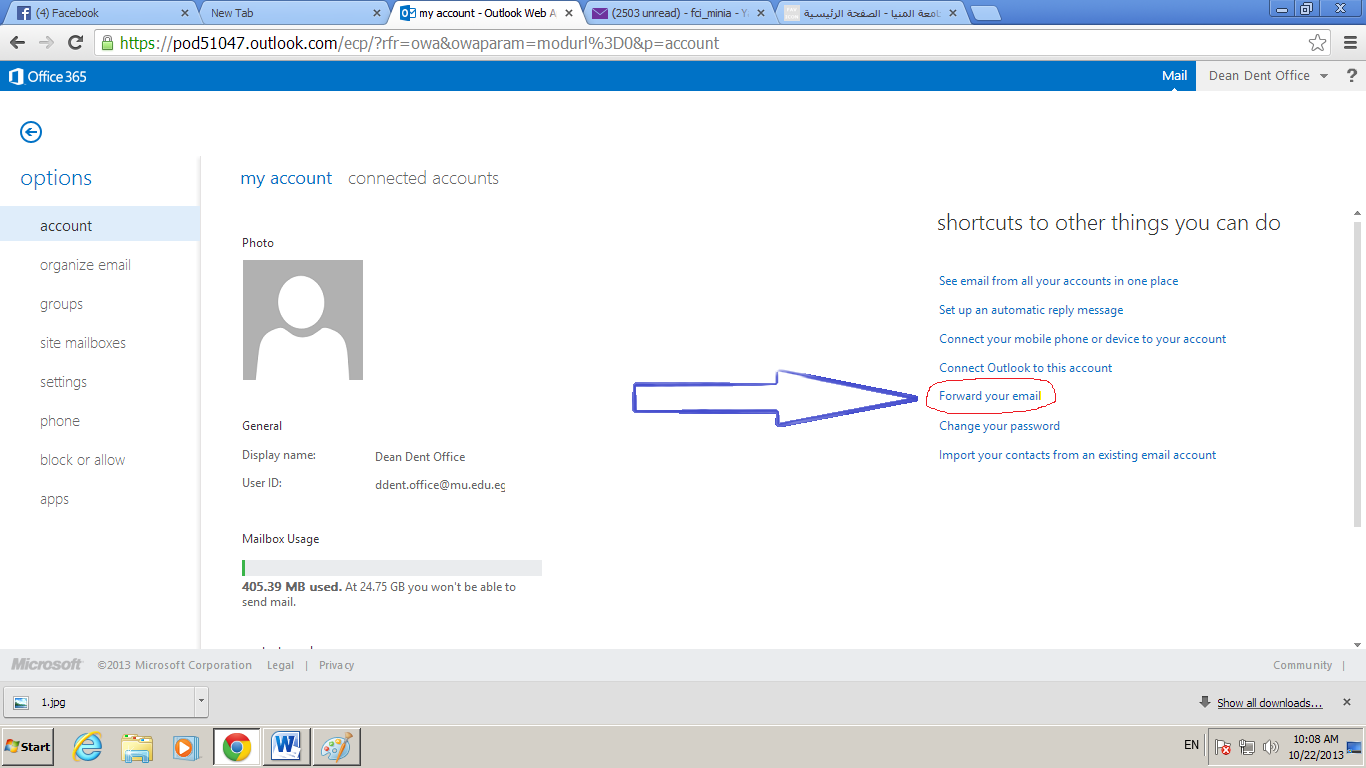 (4) Facebook
New Tab
my account - Outlook Web A
(2503 unread) - fci_minia - Y
معة المنيا - الصفحة الرئيسية
https://pod51047.outlook.com/ecp/?rfr=owa&owaparam=modurl%3D0&p=account
Office 365
Mail
Dean Dent Office
?
options
account
organize email
groups
site mailboxes
settings
phone
block or allow
apps
my account
connected accounts
Photo
General
Display name:
Dean Dent Office
User ID:
ddent.office@mu.edu.eg
Mailbox Usage
405.39 MB used. At 24.75 GB you won't be able to
send mail.
shortcuts to other things you can do
See email from all your accounts in one place
Set up an automatic reply message
Connect your mobile phone or device to your account
Connect Outlook to this account
Forward your email
Change your password
Import your contacts from an existing email account
Microsoft
©2013 Microsoft Corporation
Legal |
Privacy
Community |
1.jpg
Show all downloads...
Start
EN
10:08 AM
10/22/2013